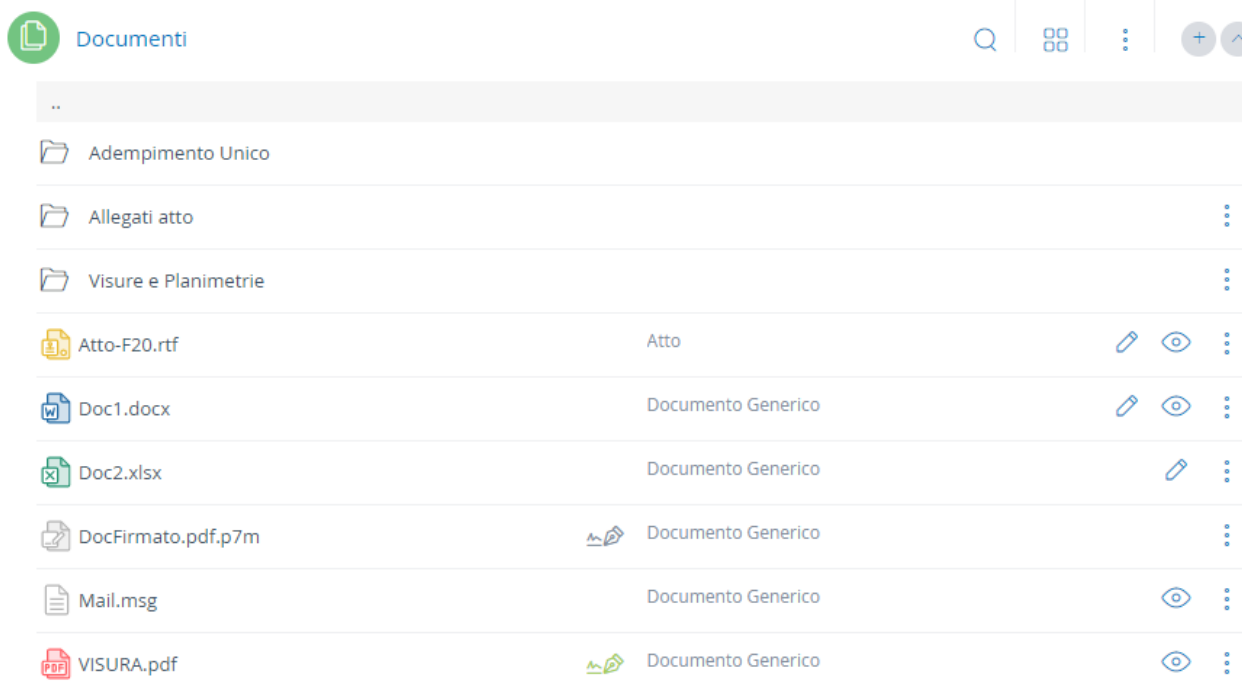 Documenti
..
Adempimento Unico
Allegati atto
Visure e Planimetrie
Atto-F20.rtf Atto
Doc1.docx Documento Generico
Doc2.xlsx Documento Generico
DocFirmato.pdf.p7m Documento Generico
Mail.msg Documento Generico
PDF VISURA.pdf Documento Generico